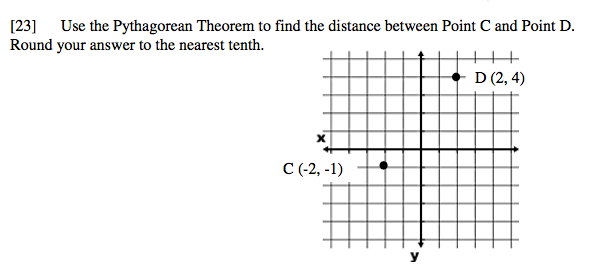 [23] Use the Pythagorean Theorem to find the distance between Point C and Point D.
Round your answer to the nearest tenth.
D (2, 4)
x
C (-2, -1)
y